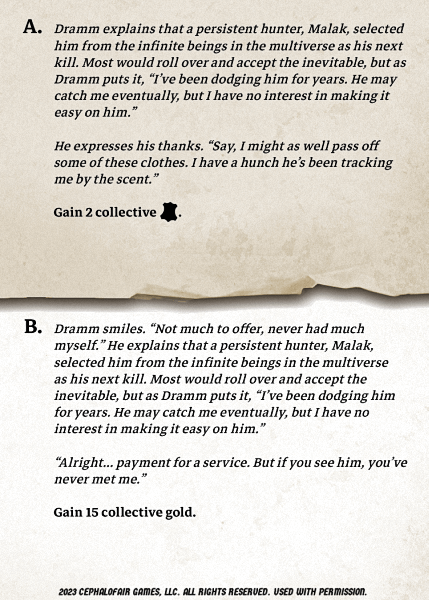 A. Dramm explains that a persistent hunter, Malak, selected
him from the infinite beings in the multiverse as his next
kill. Most would roll over and accept the inevitable, but as
Dramm puts it, “I’ve been dodging him for years. He may
catch me eventually, but I have no interest in making it
easy on him.”
He expresses his thanks. “Say, I might as well pass off
some of these clothes. I have a hunch he’s been tracking
me by the scent.”
Gain 2 collective .
B. Dramm smiles. “Not much to offer, never had much
myself.” He explains that a persistent hunter, Malak,
selected him from the infinite beings in the multiverse
as his next kill. Most would roll over and accept the
inevitable, but as Dramm puts it, “I’ve been dodging him
for years. He may catch me eventually, but I have no
interest in making it easy on him.”
“Alright... payment for a service. But if you see him, you’ve
never met me.”
Gain 15 collective gold.
2023 CEPHALOFAIR GAMES, LLC. ALL RIGHTS RESERVED. USED WITH PERMISSION.